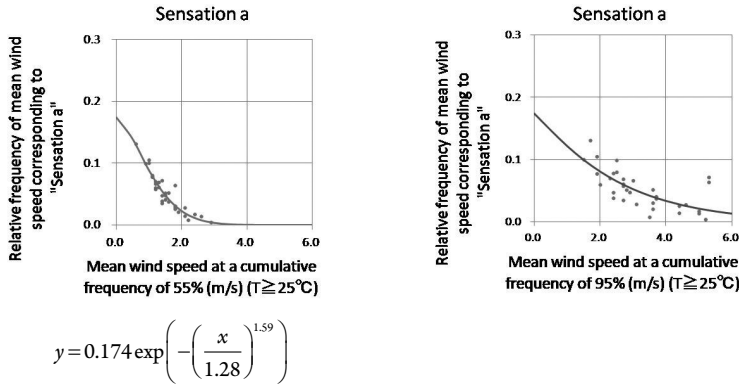 Sensation a
Relative frequency of mean wind
speed corresponding to
"Sensation a"
0.3
0.2
0.1
0.0
0.0 2.0 4.0 6.0
Mean wind speed at a cumulative
frequency of 55% (m/s) (T≧25℃)
y = 0.174 exp(−(x/1.28)^1.59)
Sensation a
Relative frequency of mean wind
speed corresponding to
"Sensation a"
0.3
0.2
0.1
0.0
0.0 2.0 4.0 6.0
Mean wind speed at a cumulative
frequency of 95% (m/s) (T≧25℃)